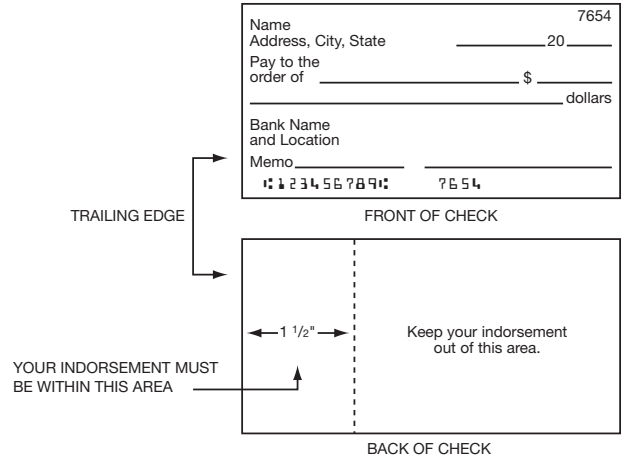 7654
Name
Address, City, State 20
Pay to the
order of $
dollars
Bank Name
and Location
Memo
⑆123456789⑆ 7654
TRAILING EDGE
FRONT OF CHECK
1 1/2"
Keep your indorsement
out of this area.
YOUR INDORSEMENT MUST
BE WITHIN THIS AREA
BACK OF CHECK